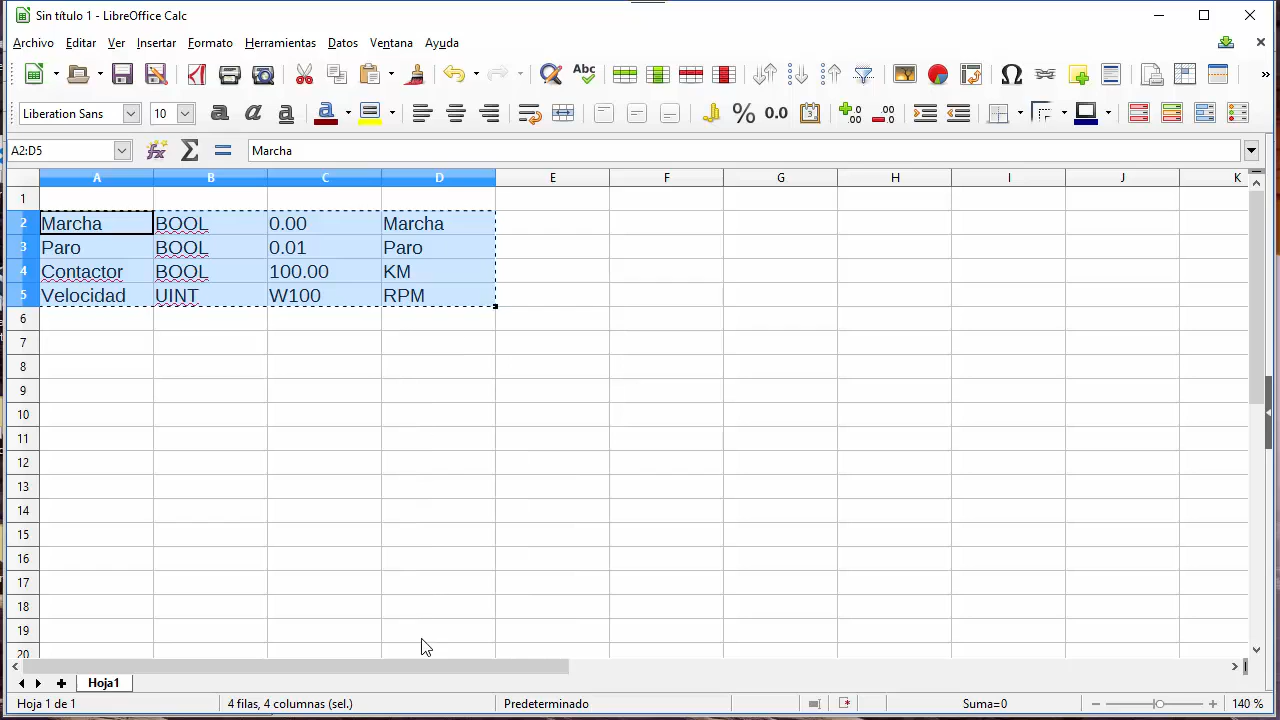 Sin título 1 - LibreOffice Calc
Archivo Editar Ver Insertar Formato Herramientas Datos Ventana Ayuda
Abc
Liberation Sans 10 a a a a % 0.0
A2:D5 Marcha
A B C D E F G H I J K
1
2 Marcha BOOL 0.00 Marcha
3 Paro BOOL 0.01 Paro
4 Contactor BOOL 100.00 KM
5 Velocidad UINT W100 RPM
6
7
8
9
10
11
12
13
14
15
16
17
18
19
20
Hoja1
Hoja 1 de 1 4 filas, 4 columnas (sel.) Predeterminado Suma=0 140 %